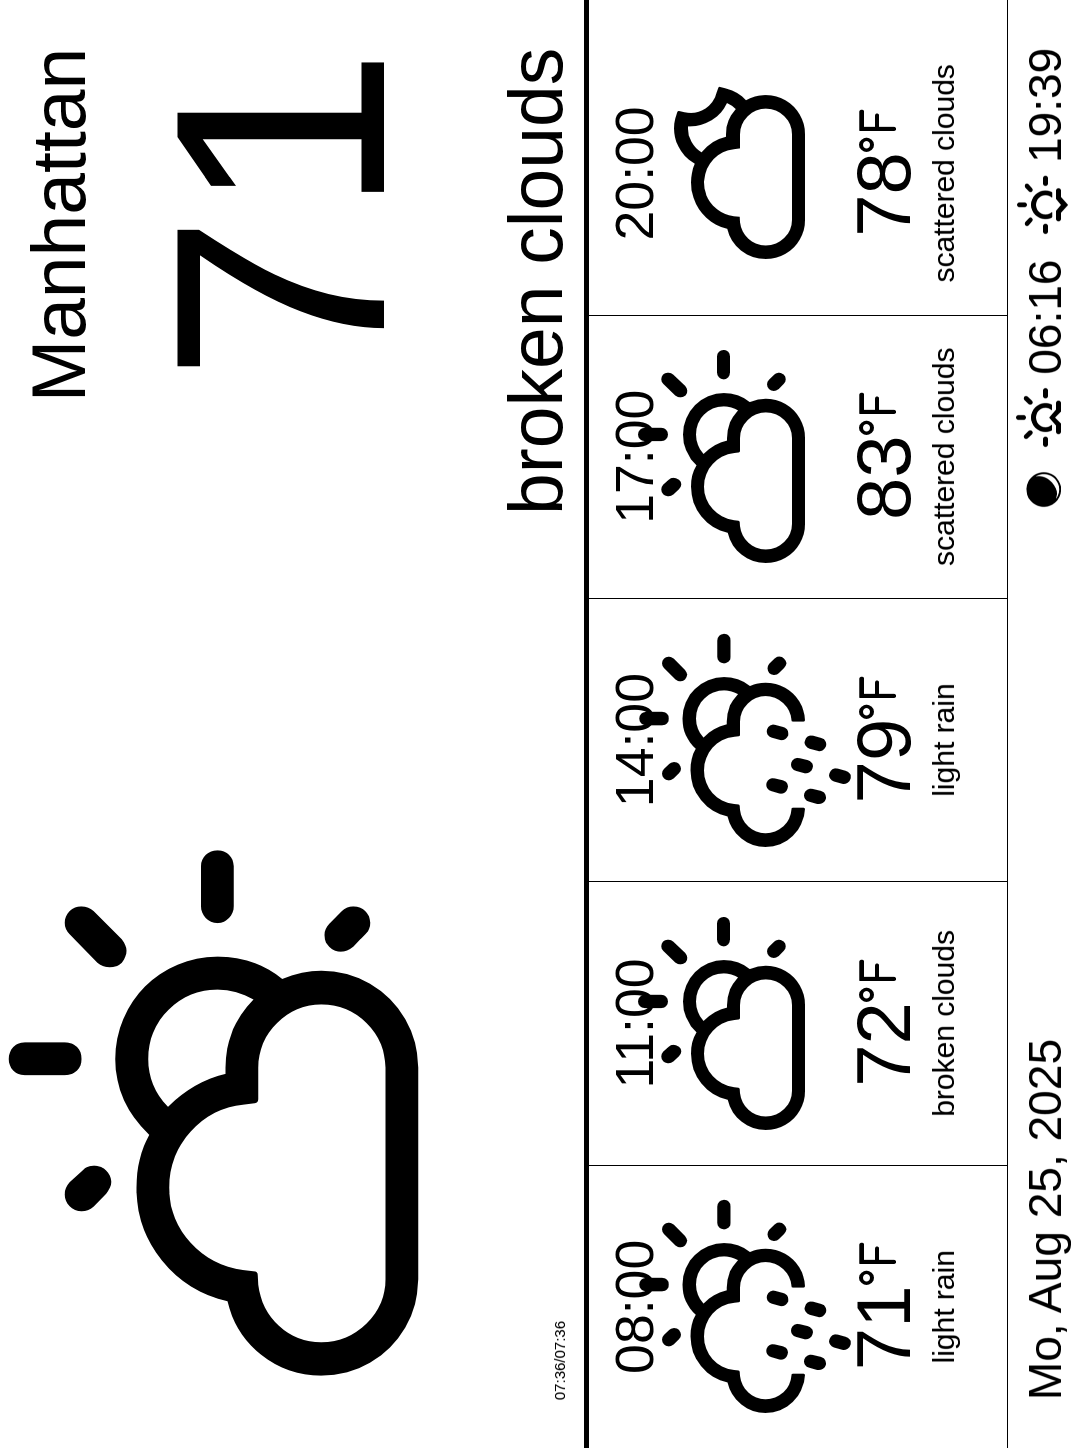 Manhattan
71
broken clouds
07:36/07:36
08:00
71°F
light rain
11:00
72°F
broken clouds
14:00
79°F
light rain
17:00
83°F
scattered clouds
20:00
78°F
scattered clouds
Mo, Aug 25, 2025
06:16
19:39